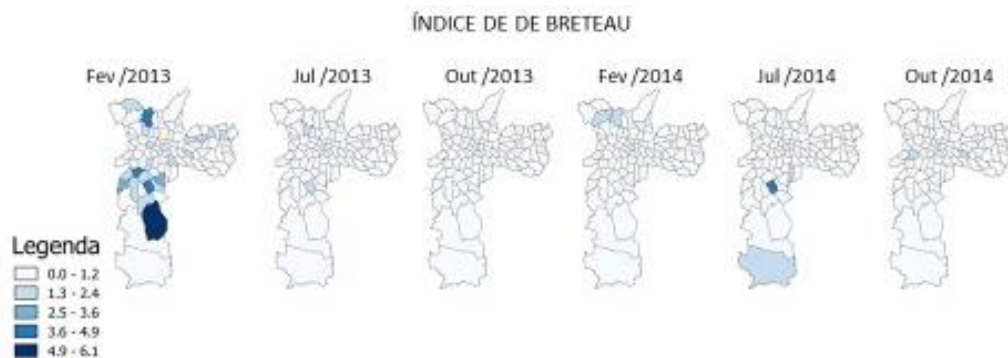 ÍNDICE DE DE BRETEAU
Fev /2013
Jul /2013
Out /2013
Fev /2014
Jul /2014
Out /2014
Legenda
0.0 - 1.2
1.3 - 2.4
2.5 - 3.6
3.6 - 4.9
4.9 - 6.1